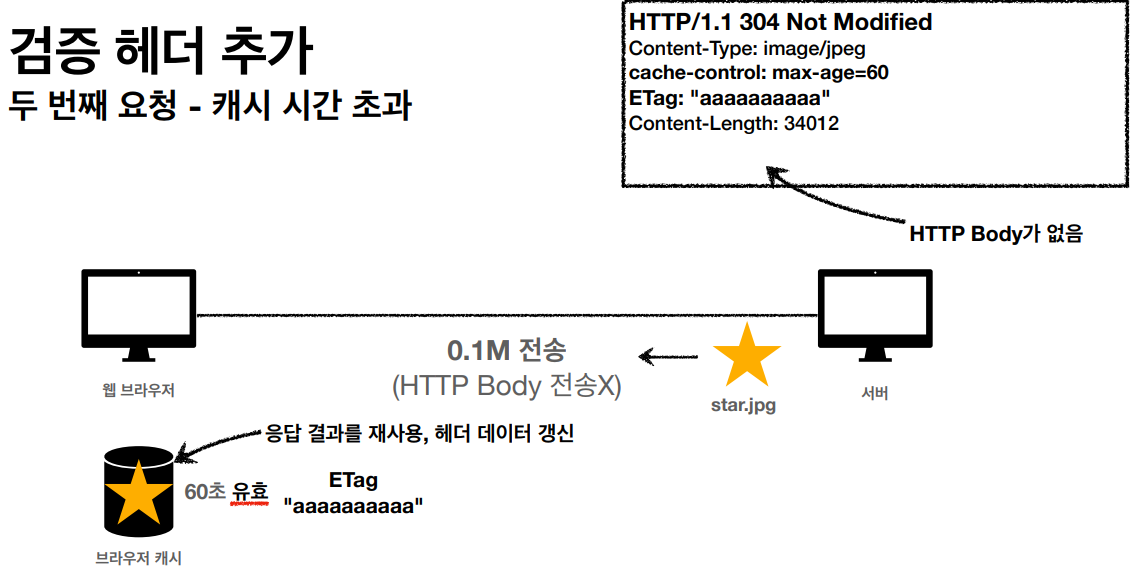 검증 헤더 추가
두 번째 요청 - 캐시 시간 초과
HTTP/1.1 304 Not Modified
Content-Type: image/jpeg
cache-control: max-age=60
ETag: "aaaaaaaaaa"
Content-Length: 34012
HTTP Body가 없음
0.1M 전송
(HTTP Body 전송X)
star.jpg
웹 브라우저
서버
응답 결과를 재사용, 헤더 데이터 갱신
60초 유효
ETag
"aaaaaaaaaa"
브라우저 캐시